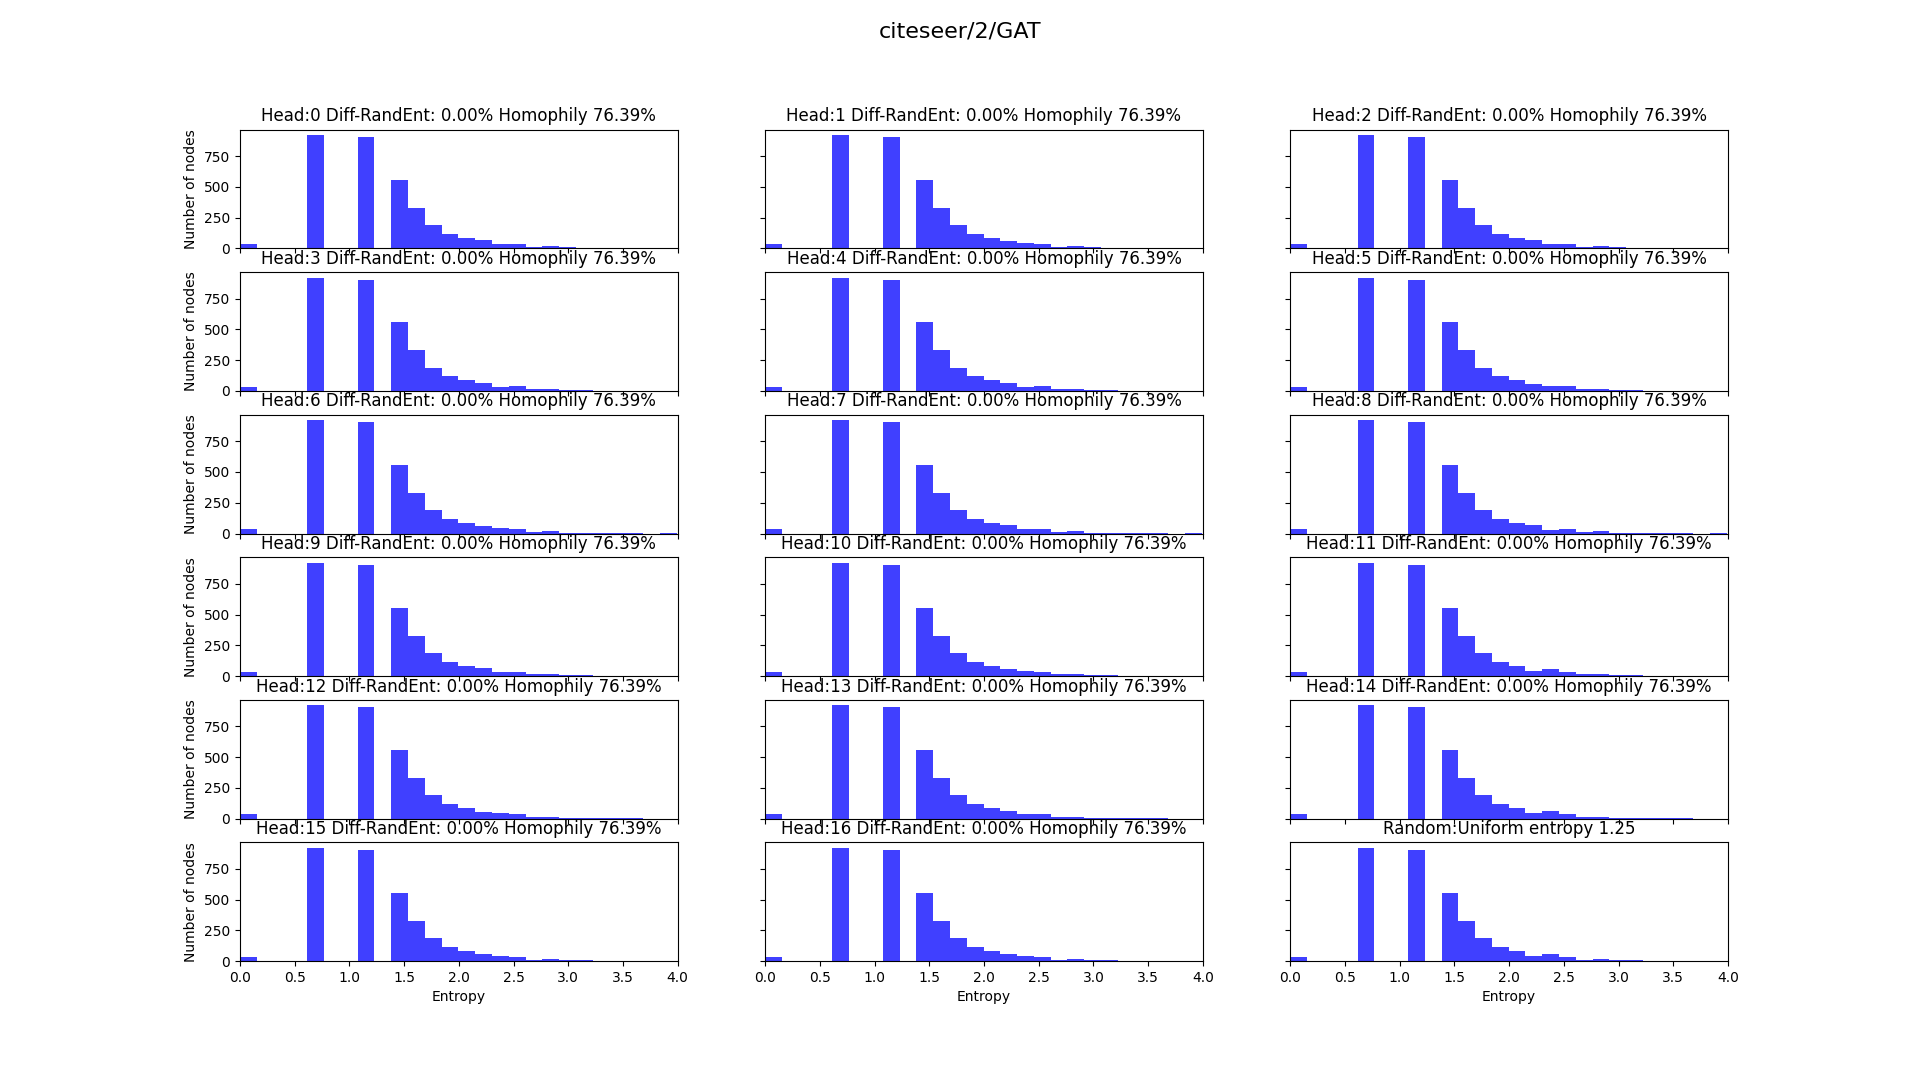 citeseer/2/GAT
Head:0 Diff-RandEnt: 0.00% Homophily 76.39%
Head:1 Diff-RandEnt: 0.00% Homophily 76.39%
Head:2 Diff-RandEnt: 0.00% Homophily 76.39%
Number of nodes
750
500
250
0
Head:3 Diff-RandEnt: 0.00% Homophily 76.39%
Head:4 Diff-RandEnt: 0.00% Homophily 76.39%
Head:5 Diff-RandEnt: 0.00% Homophily 76.39%
Number of nodes
750
500
250
0
Head:6 Diff-RandEnt: 0.00% Homophily 76.39%
Head:7 Diff-RandEnt: 0.00% Homophily 76.39%
Head:8 Diff-RandEnt: 0.00% Homophily 76.39%
Number of nodes
750
500
250
0
Head:9 Diff-RandEnt: 0.00% Homophily 76.39%
Head:10 Diff-RandEnt: 0.00% Homophily 76.39%
Head:11 Diff-RandEnt: 0.00% Homophily 76.39%
Number of nodes
750
500
250
0
Head:12 Diff-RandEnt: 0.00% Homophily 76.39%
Head:13 Diff-RandEnt: 0.00% Homophily 76.39%
Head:14 Diff-RandEnt: 0.00% Homophily 76.39%
Number of nodes
750
500
250
0
Head:15 Diff-RandEnt: 0.00% Homophily 76.39%
Head:16 Diff-RandEnt: 0.00% Homophily 76.39%
Random:Uniform entropy 1.25
Number of nodes
750
500
250
0
0.0 0.5 1.0 1.5 2.0 2.5 3.0 3.5 4.0
0.0 0.5 1.0 1.5 2.0 2.5 3.0 3.5 4.0
0.0 0.5 1.0 1.5 2.0 2.5 3.0 3.5 4.0
Entropy
Entropy
Entropy